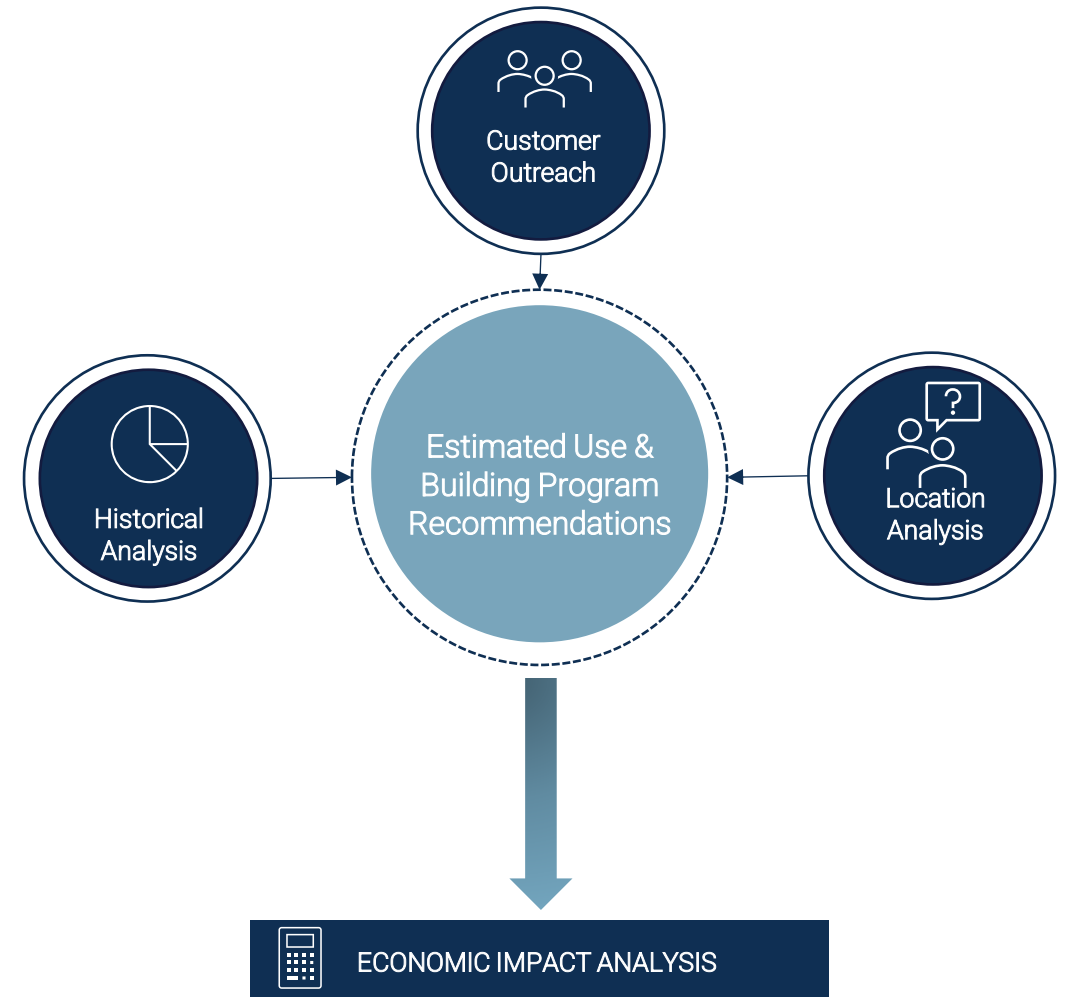 Customer
Outreach
Historical
Analysis
Estimated Use &
Building Program
Recommendations
?
Location
Analysis
ECONOMIC IMPACT ANALYSIS